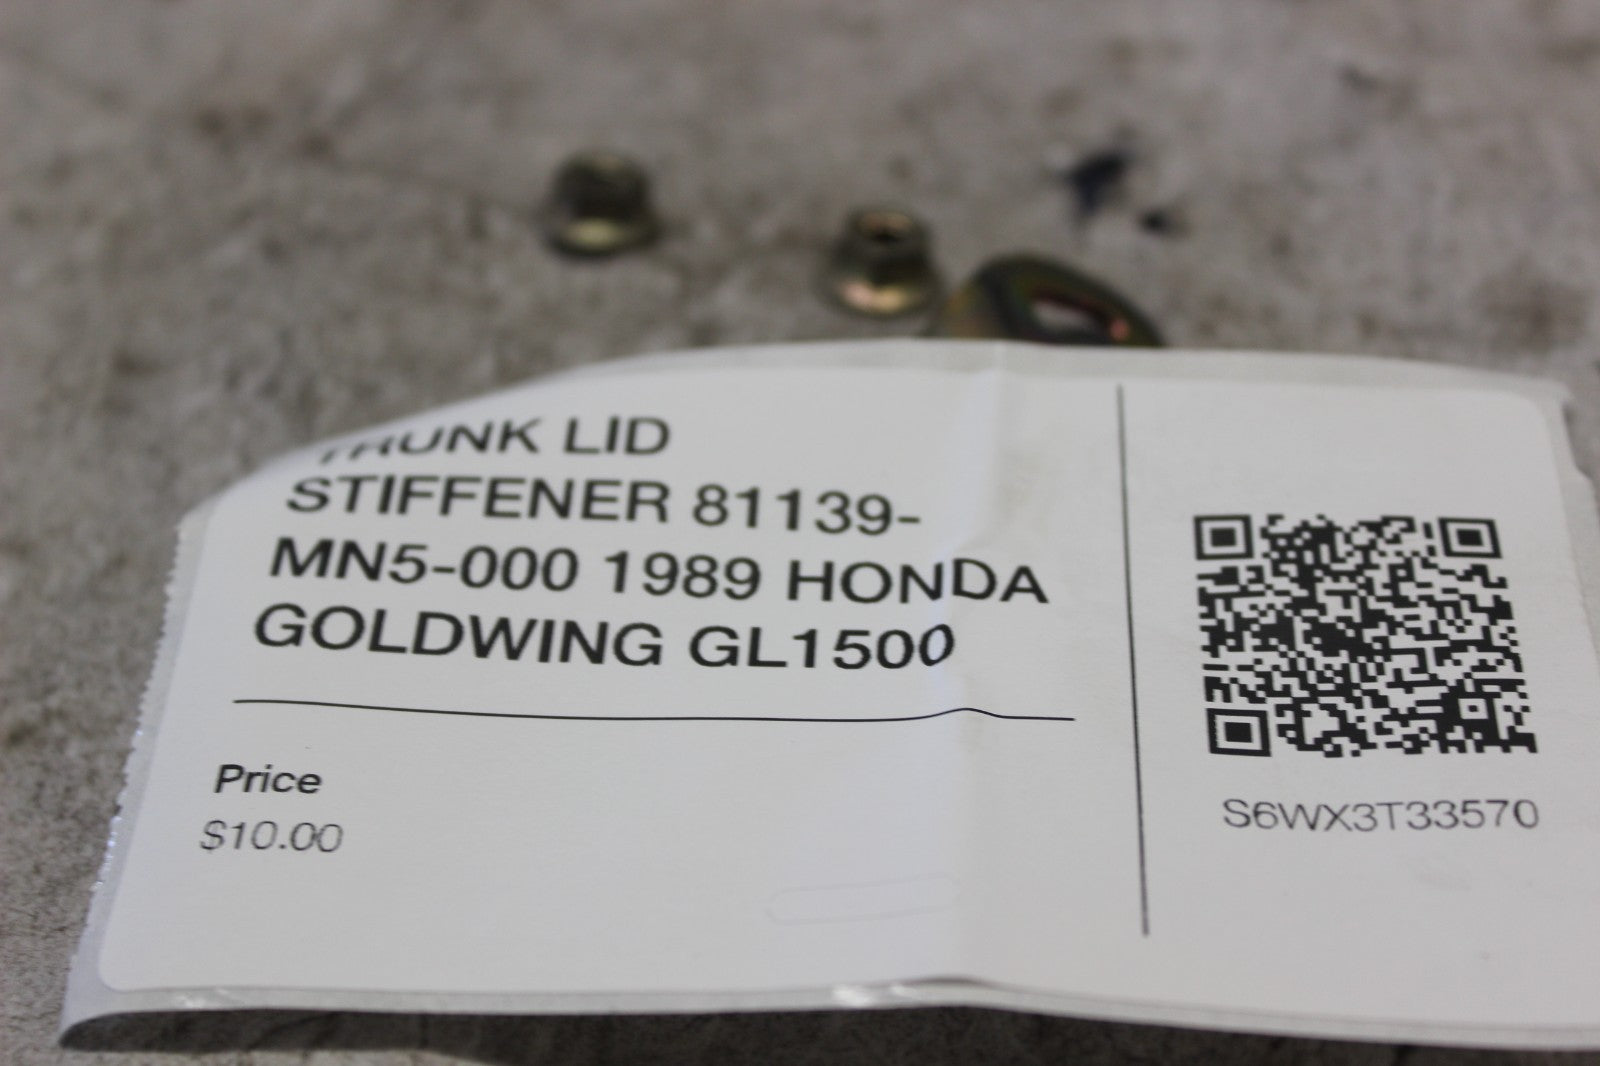 TRUNK LID
STIFFENER 81139-
MN5-000 1989 HONDA
GOLDWING GL1500
Price
$10.00
S6WX3T33570